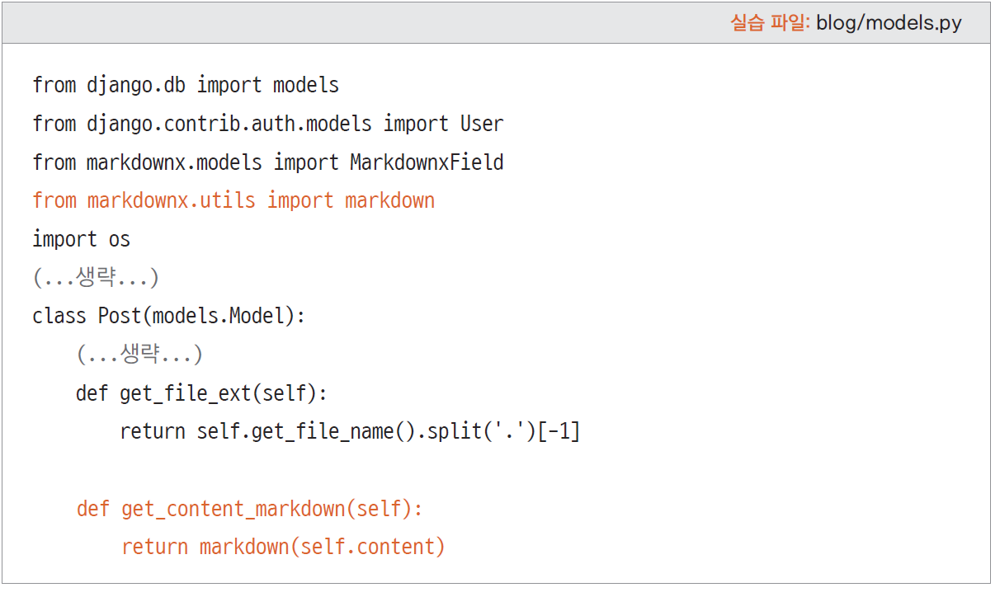 실습 파일: blog/models.py
from django.db import models
from django.contrib.auth.models import User
from markdownx.models import MarkdownxField
from markdownx.utils import markdown
import os
(...생략...)
class Post(models.Model):
    (...생략...)
    def get_file_ext(self):
        return self.get_file_name().split('.')[-1]
    def get_content_markdown(self):
        return markdown(self.content)